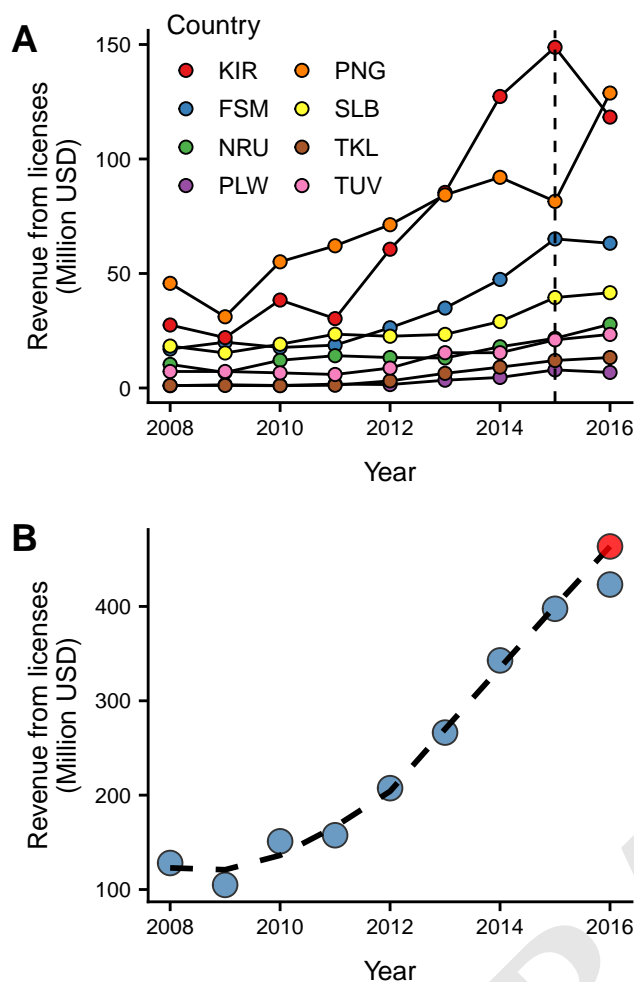 A
Country
KIR PNG
FSM SLB
NRU TKL
PLW TUV
Revenue from licenses
(Million USD)
150
100
50
0
2008 2010 2012 2014 2016
Year
B
Revenue from licenses
(Million USD)
400
300
200
100
2008 2010 2012 2014 2016
Year